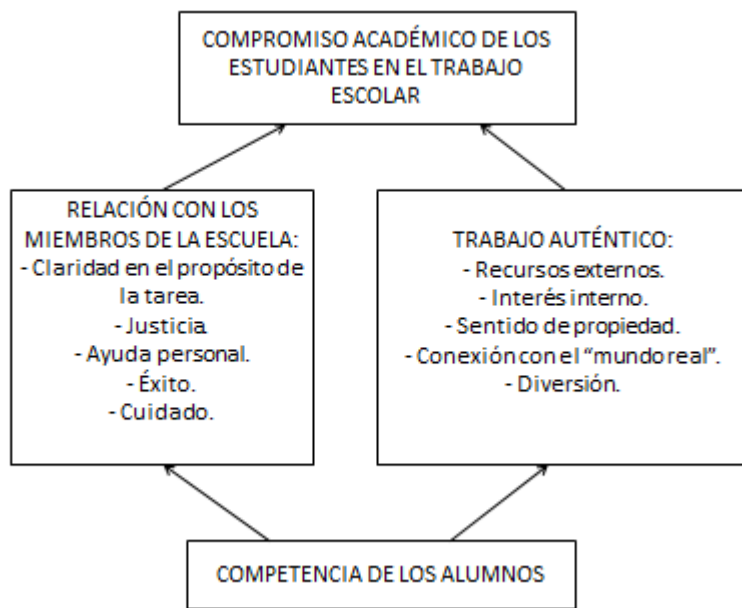 COMPROMISO ACADÉMICO DE LOS
ESTUDIANTES EN EL TRABAJO
ESCOLAR
RELACIÓN CON LOS
MIEMBROS DE LA ESCUELA:
- Claridad en el propósito de
la tarea.
- Justicia.
- Ayuda personal.
- Éxito.
- Cuidado.
TRABAJO AUTÉNTICO:
- Recursos externos.
- Interés interno.
- Sentido de propiedad.
- Conexión con el “mundo real”.
- Diversión.
COMPETENCIA DE LOS ALUMNOS